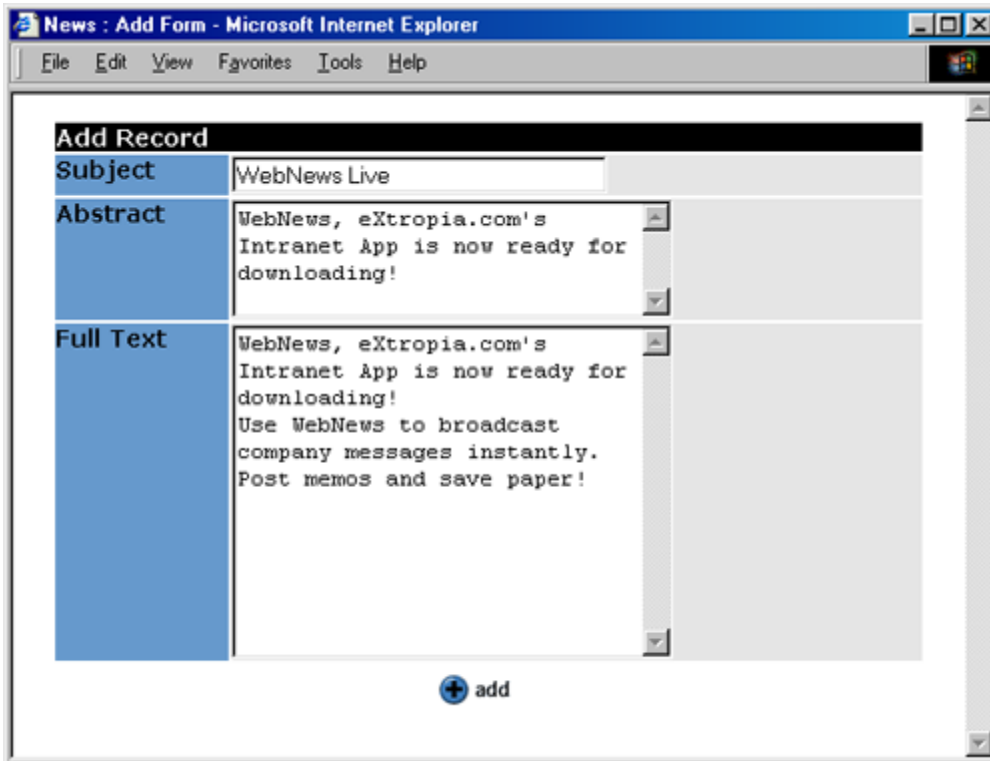 News : Add Form - Microsoft Internet Explorer
File Edit View Favorites Tools Help
Add Record
Subject
WebNews Live
Abstract
WebNews, eXtropia.com's
Intranet App is now ready for
downloading!
Full Text
WebNews, eXtropia.com's
Intranet App is now ready for
downloading!
Use WebNews to broadcast
company messages instantly.
Post memos and save paper!
add